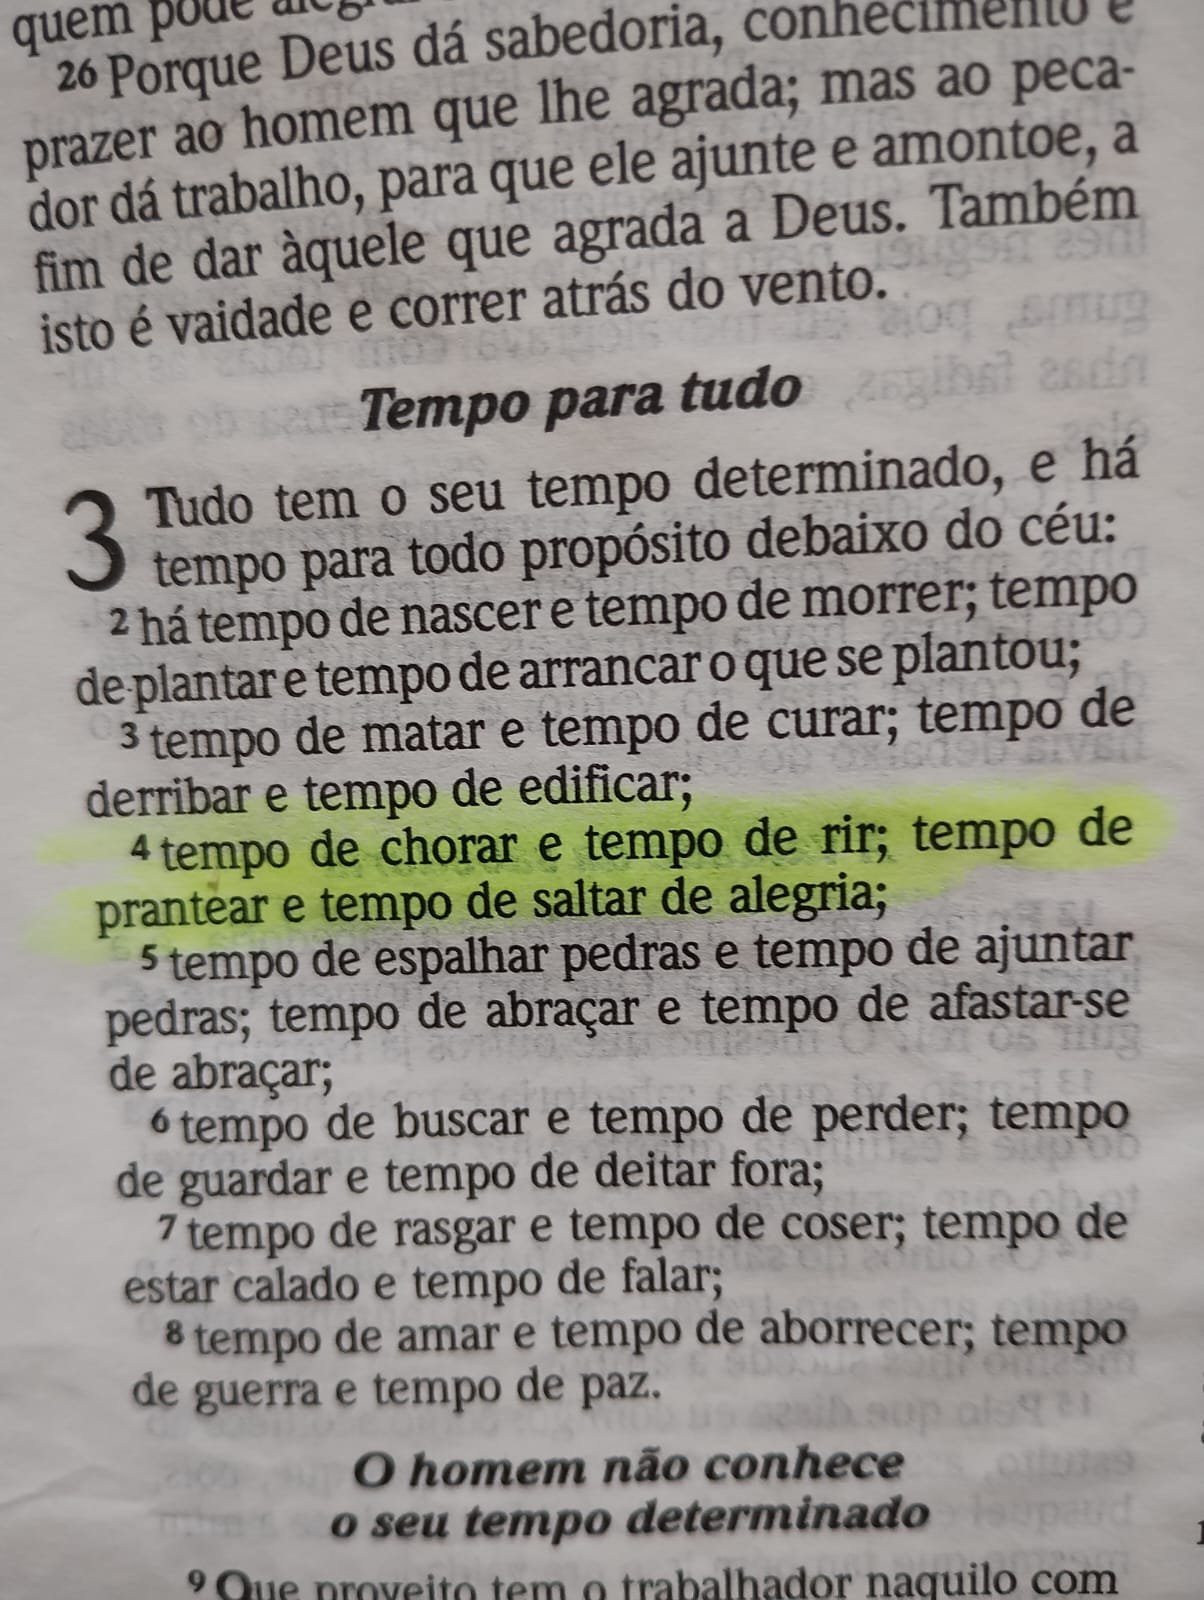 quem pode
26 Porque Deus dá sabedoria, conhecimento e
prazer ao homem que lhe agrada; mas ao peca-
dor dá trabalho, para que ele ajunte e amontoe, a
fim de dar àquele que agrada a Deus. Também
isto é vaidade e correr atrás do vento.
Tempo para tudo
3 Tudo tem o seu tempo determinado, e há
tempo para todo propósito debaixo do céu:
2 há tempo de nascer e tempo de morrer; tempo
de plantar e tempo de arrancar o que se plantou;
3 tempo de matar e tempo de curar; tempo de
derribar e tempo de edificar;
4 tempo de chorar e tempo de rir; tempo de
prantear e tempo de saltar de alegria;
5 tempo de espalhar pedras e tempo de ajuntar
pedras; tempo de abraçar e tempo de afastar-se
de abraçar;
6 tempo de buscar e tempo de perder; tempo
de guardar e tempo de deitar fora;
7 tempo de rasgar e tempo de coser; tempo de
estar calado e tempo de falar;
8 tempo de amar e tempo de aborrecer; tempo
de guerra e tempo de paz.
O homem não conhece
o seu tempo determinado
9 Que proveito tem o trabalhador naquilo com